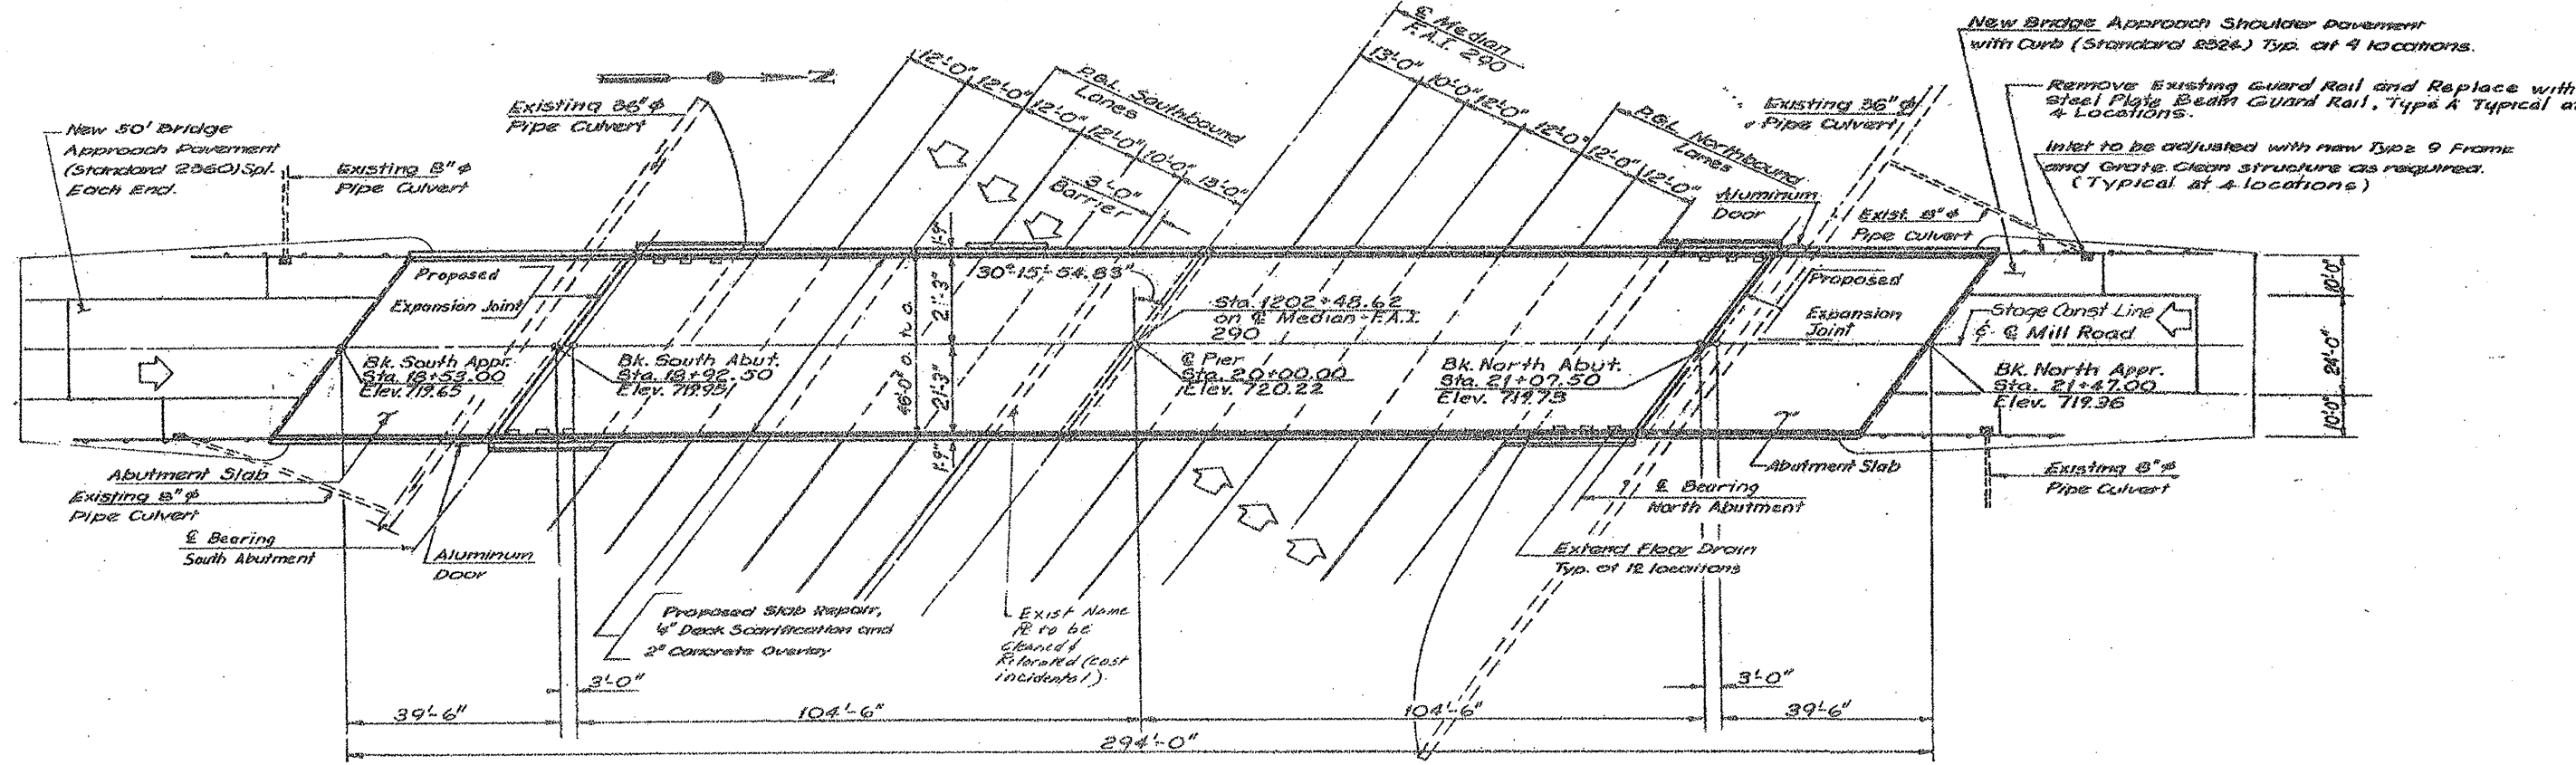 New 50' Bridge
Approach Pavement
(Standard 2360) Spl.
Each End.
Existing 8"φ
Pipe Culvert
Existing 36"φ
Pipe Culvert
N
12'-0" 12'-0" 12'-0" 12'-0" 10'-0" 13'-0"
P.G.L. Southbound
Lanes
3'-0"
Barrier
℄ Median
F.A.I. 290
13'-0" 10'-0" 12'-0" 12'-0" 12'-0" 12'-0"
P.G.L. Northbound
Lanes
Aluminum
Door
Existing 36"φ
Pipe Culvert
Exist. 8"φ
Pipe Culvert
New Bridge Approach Shoulder Pavement
with Curb (Standard 2324) Typ. at 4 locations.
Remove Existing Guard Rail and Replace with
Steel Plate Beam Guard Rail, Type A Typical at
4 Locations.
Inlet to be adjusted with new Type 9 Frame
and Grate. Clean structure as required.
(Typical at 4 locations)
Proposed
Expansion Joint
1'-9"
21'-3"
46'-0" o to o
21'-3"
1'-9"
30°-15'-54.83"
Sta. 1202+48.62
on ℄ Median-F.A.I.
290
Proposed
Expansion
Joint
Stage Const Line
& ℄ Mill Road
10'-0"
24'-0"
10'-0"
Bk. South Appr.
Sta. 18+53.00
Elev. 719.65
Bk. South Abut.
Sta. 18+92.50
Elev. 719.95
℄ Pier
Sta. 20+00.00
Elev. 720.22
Bk. North Abut.
Sta. 21+07.50
Elev. 719.73
Bk. North Appr.
Sta. 21+47.00
Elev. 719.36
Abutment Slab
Existing 8"φ
Pipe Culvert
℄ Bearing
South Abutment
Aluminum
Door
Abutment Slab
Existing 8"φ
Pipe Culvert
℄ Bearing
North Abutment
Extend Floor Drain
Typ. at 12 locations
Proposed Slab Repair,
¼" Deck Scarification and
2" Concrete Overlay
Exist Name
℔ to be
Cleaned &
Relocated (cost
incidental).
3'-0"
3'-0"
39'-6"
104'-6"
104'-6"
39'-6"
294'-0"